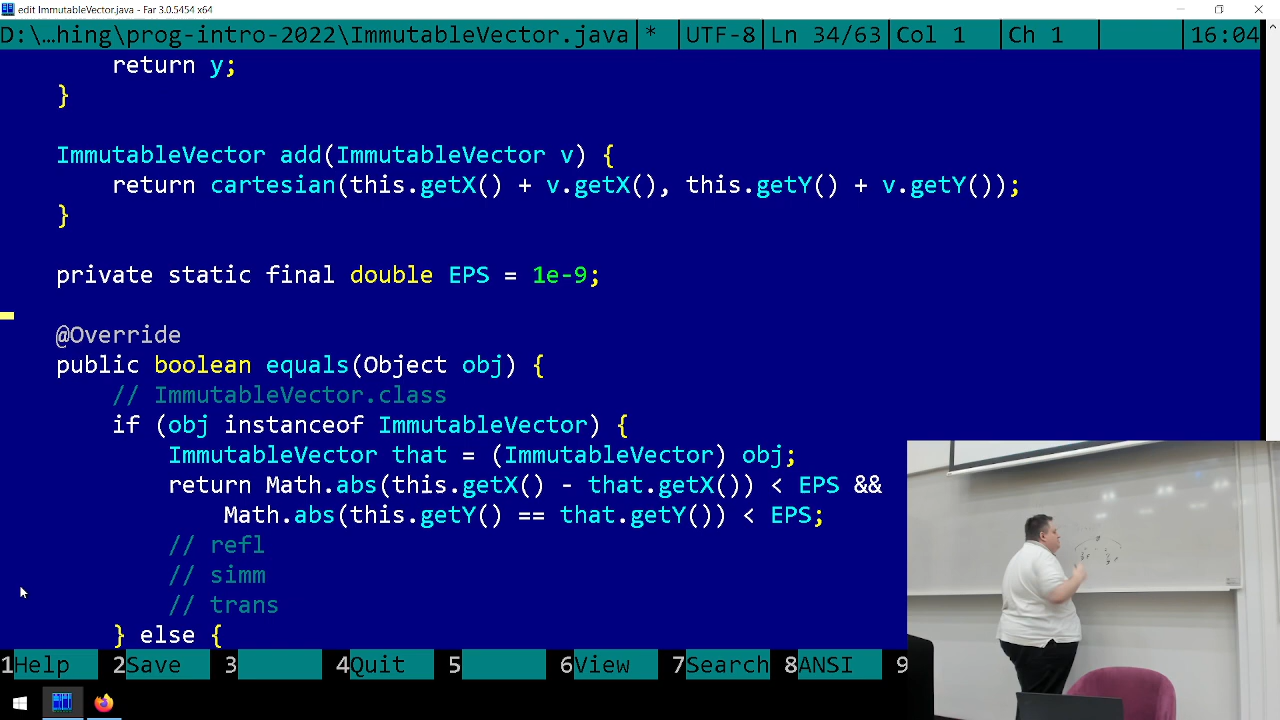 edit ImmutableVector.java - Far 3.0.5454 x64
D:\…hing\prog-intro-2022\ImmutableVector.java * UTF-8 Ln 34/63 Col 1 Ch 1 16:04
return y;
}
ImmutableVector add(ImmutableVector v) {
return cartesian(this.getX() + v.getX(), this.getY() + v.getY());
}
private static final double EPS = 1e-9;
@Override
public boolean equals(Object obj) {
// ImmutableVector.class
if (obj instanceof ImmutableVector) {
ImmutableVector that = (ImmutableVector) obj;
return Math.abs(this.getX() - that.getX()) < EPS &&
Math.abs(this.getY() == that.getY()) < EPS;
// refl
// simm
// trans
} else {
1Help 2Save 3 4Quit 5 6View 7Search 8ANSI 9